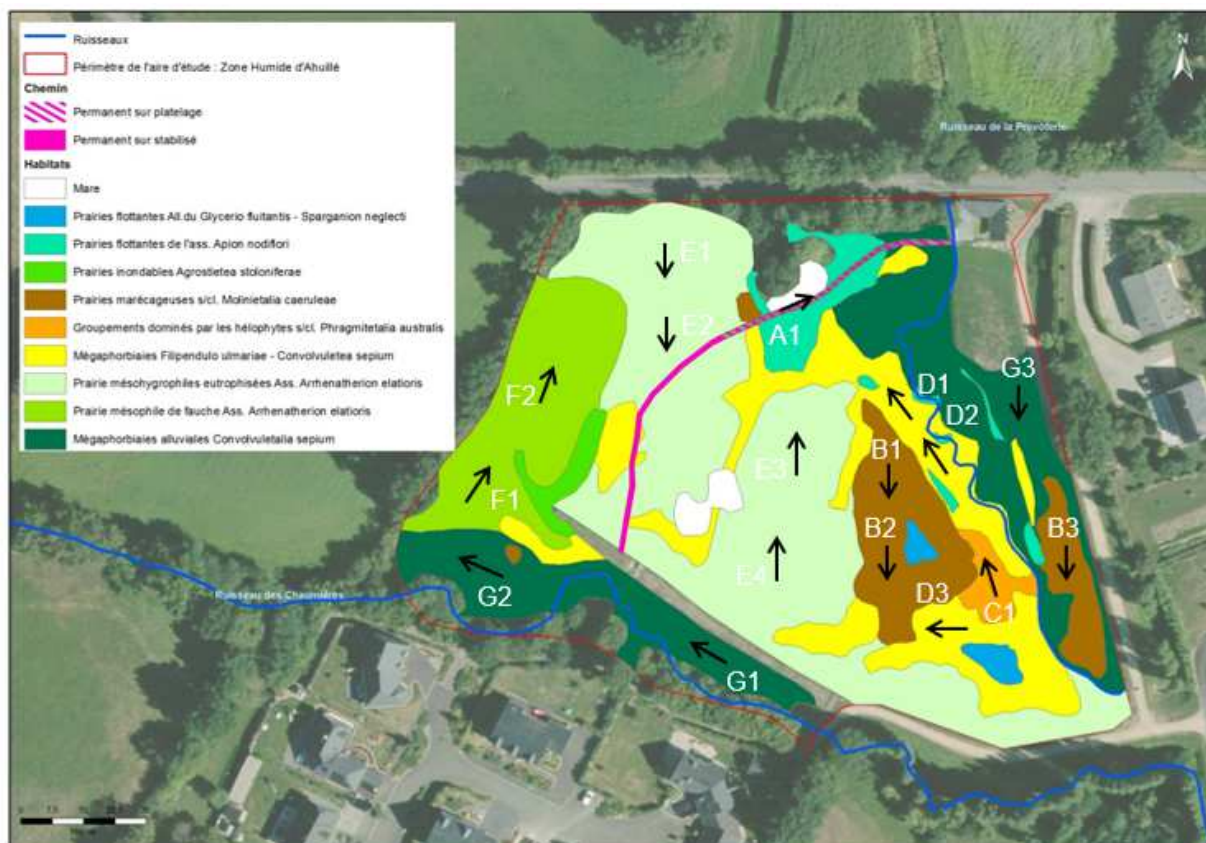 Ruisseaux
Périmètre de l'aire d'étude : Zone Humide d'Ahuillé
Chemin
Permanent sur platelage
Permanent sur stabilisé
Habitats
Mare
Prairies flottantes All.du Glycerio fluitantis - Sparganion neglecti
Prairies flottantes de l'ass. Apion nodiflori
Prairies inondables Agrostietea stoloniferae
Prairies marécageuses s/cl. Molinietalia caeruleae
Groupements dominés par les hélophytes s/cl. Phragmitetalia australis
Mégaphorbiaies Filipendulo ulmariae - Convolvuletea sepium
Prairie méschygrophiles eutrophisées Ass. Arrhenatherion elatioris
Prairie mésophile de fauche Ass. Arrhenatherion elatioris
Mégaphorbiaies alluviales Convolvuletalia sepium
N
Ruisseau de la Prévôterie
E1
E2
A1
F2
D1
G3
D2
B1
E3
F1
B2
B3
E4
D3
C1
G2
Ruisseau des Chaunières
G1